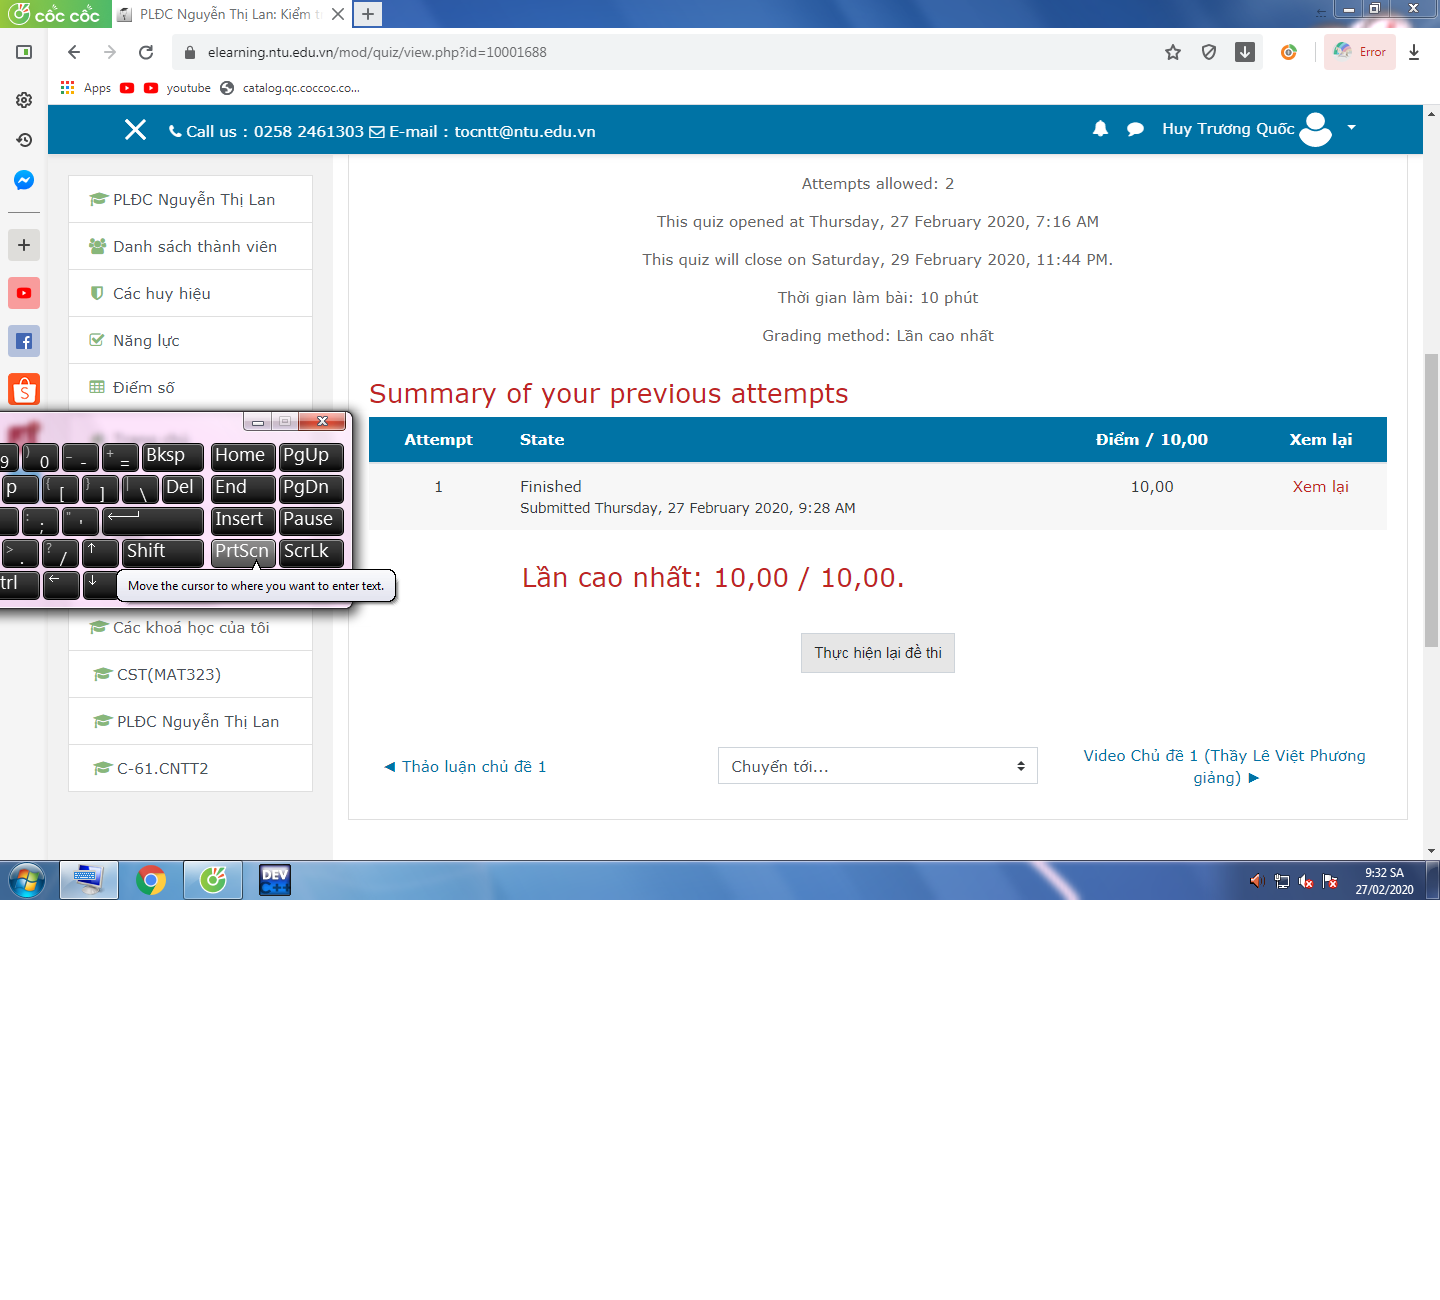 cốc cốc
PLĐC Nguyễn Thị Lan: Kiểm t
elearning.ntu.edu.vn/mod/quiz/view.php?id=10001688
Error
Apps
youtube
catalog.qc.coccoc.co...
Call us : 0258 2461303 E-mail : tocntt@ntu.edu.vn
Huy Trương Quốc
PLĐC Nguyễn Thị Lan
Danh sách thành viên
Các huy hiệu
Năng lực
Điểm số
Các khoá học của tôi
CST(MAT323)
PLĐC Nguyễn Thị Lan
C-61.CNTT2
Attempts allowed: 2
This quiz opened at Thursday, 27 February 2020, 7:16 AM
This quiz will close on Saturday, 29 February 2020, 11:44 PM.
Thời gian làm bài: 10 phút
Grading method: Lần cao nhất
Summary of your previous attempts
Attempt State Điểm / 10,00 Xem lại
1 Finished 10,00 Xem lại
Submitted Thursday, 27 February 2020, 9:28 AM
Lần cao nhất: 10,00 / 10,00.
Thực hiện lại đề thi
◄ Thảo luận chủ đề 1
Chuyển tới...
Video Chủ đề 1 (Thầy Lê Việt Phương
giảng) ►
9 ) 0 _ - + = Bksp Home PgUp
p { [ } ] | \ Del End PgDn
: ; " ' Insert Pause
> . ? / ↑ Shift PrtScn ScrLk
trl ← ↓
Move the cursor to where you want to enter text.
DEV
C++
9:32 SA
27/02/2020